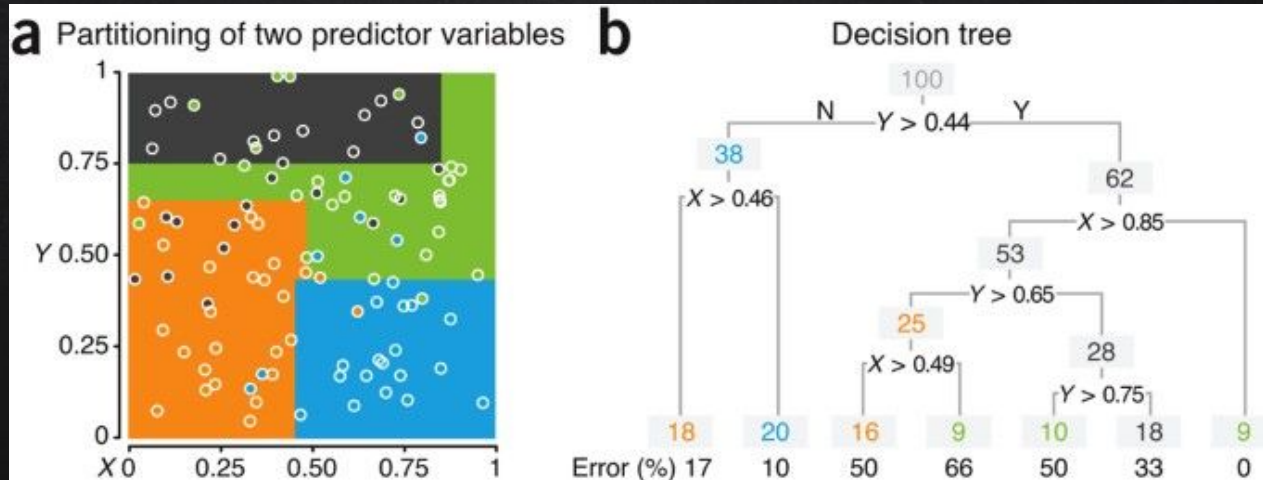 a Partitioning of two predictor variables
1
0.75
Y 0.50
0.25
0
X 0 0.25 0.50 0.75 1
b Decision tree
100
N Y > 0.44 Y
38
62
X > 0.46
X > 0.85
53
Y > 0.65
25
28
X > 0.49
Y > 0.75
18 20 16 9 10 18 9
Error (%) 17 10 50 66 50 33 0